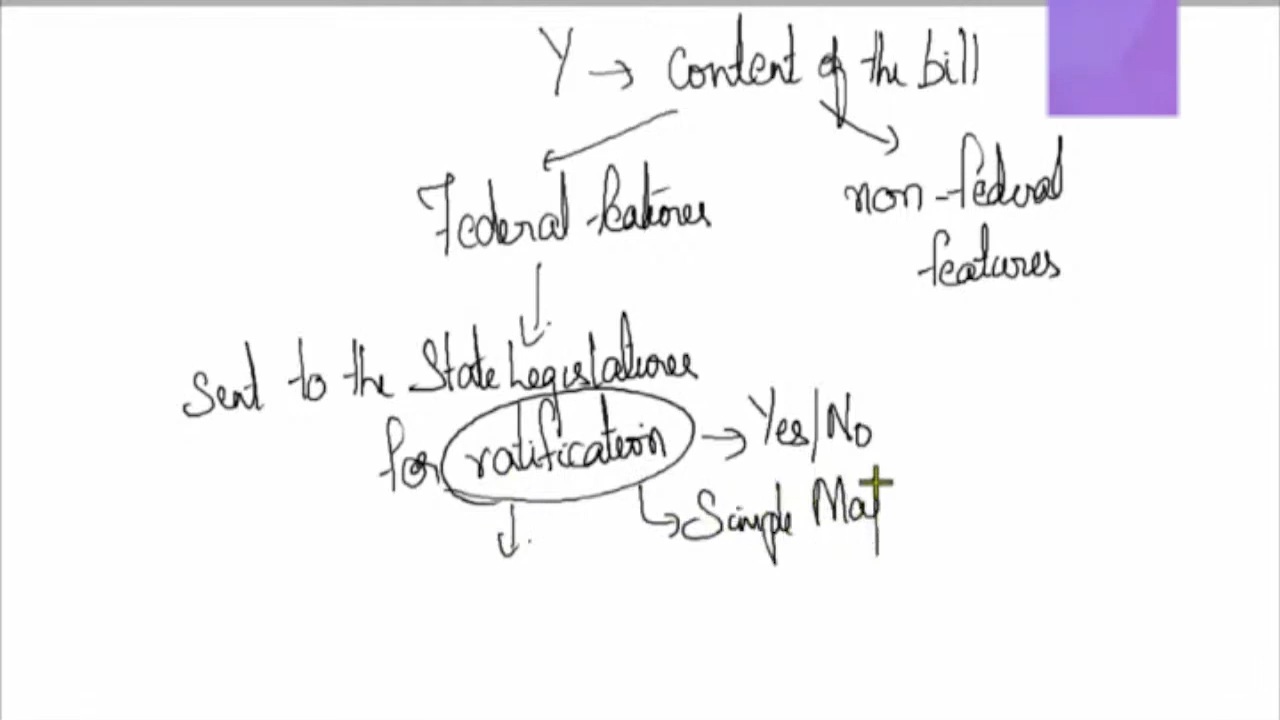 Y → content of the bill
Federal features
non-federal
features
Sent to the State Legislatures
for ratification → Yes/No
Simple Maj